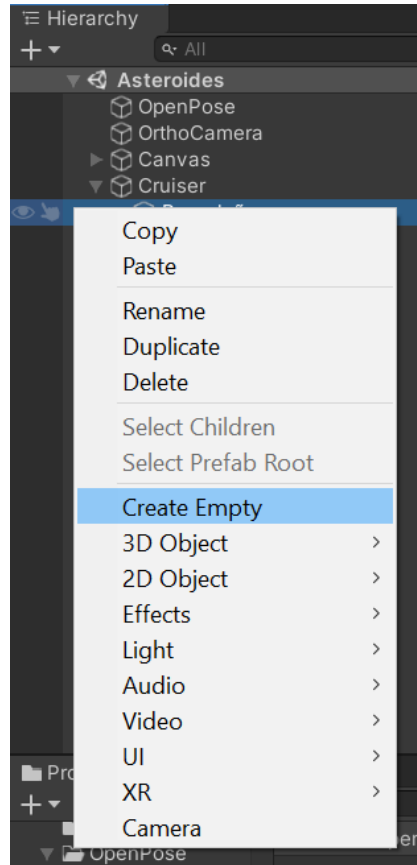 Hierarchy
All
Asteroides
OpenPose
OrthoCamera
Canvas
Cruiser
Copy
Paste
Rename
Duplicate
Delete
Select Children
Select Prefab Root
Create Empty
3D Object
2D Object
Effects
Light
Audio
Video
UI
XR
Camera
Pro
OpenPose